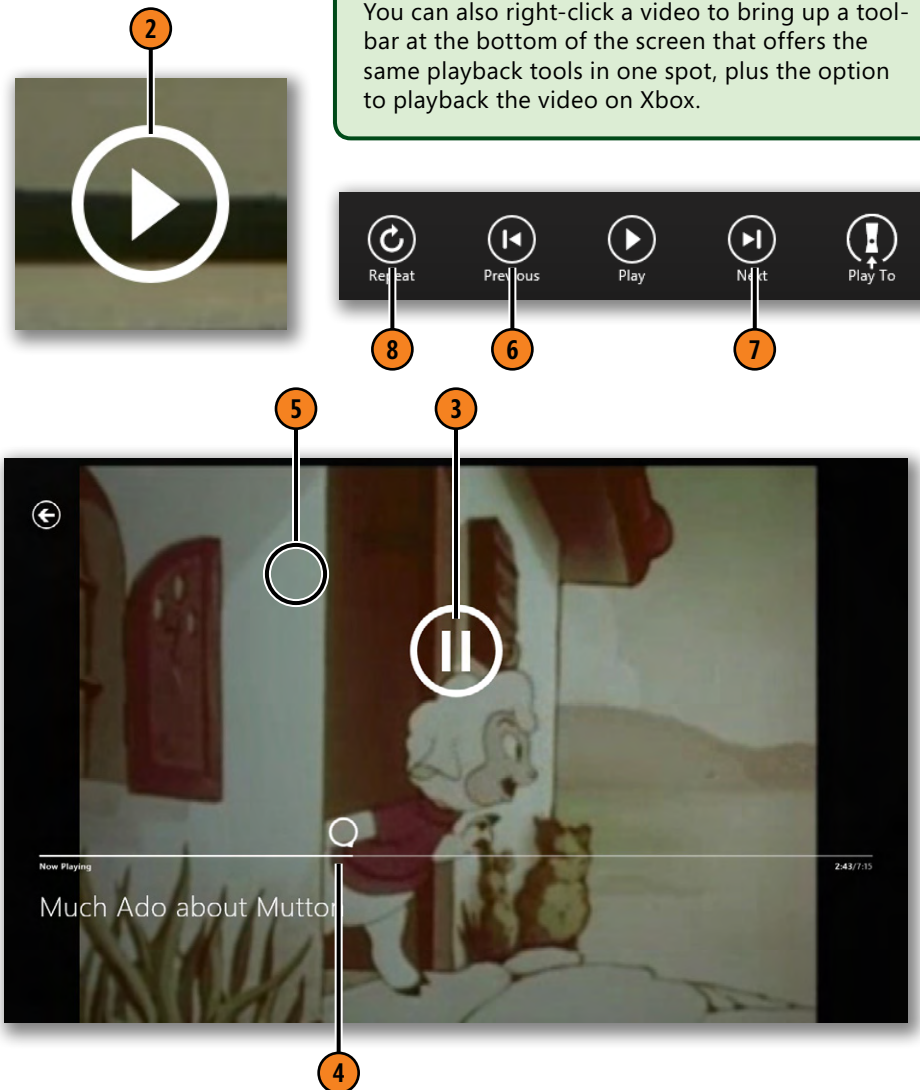 You can also right-click a video to bring up a tool-
bar at the bottom of the screen that offers the
same playback tools in one spot, plus the option
to playback the video on Xbox.
2
Repeat Previous Play Next Play To
8 6 7
5 3
Now Playing 2:43/7:15
Much Ado about Mutton
4